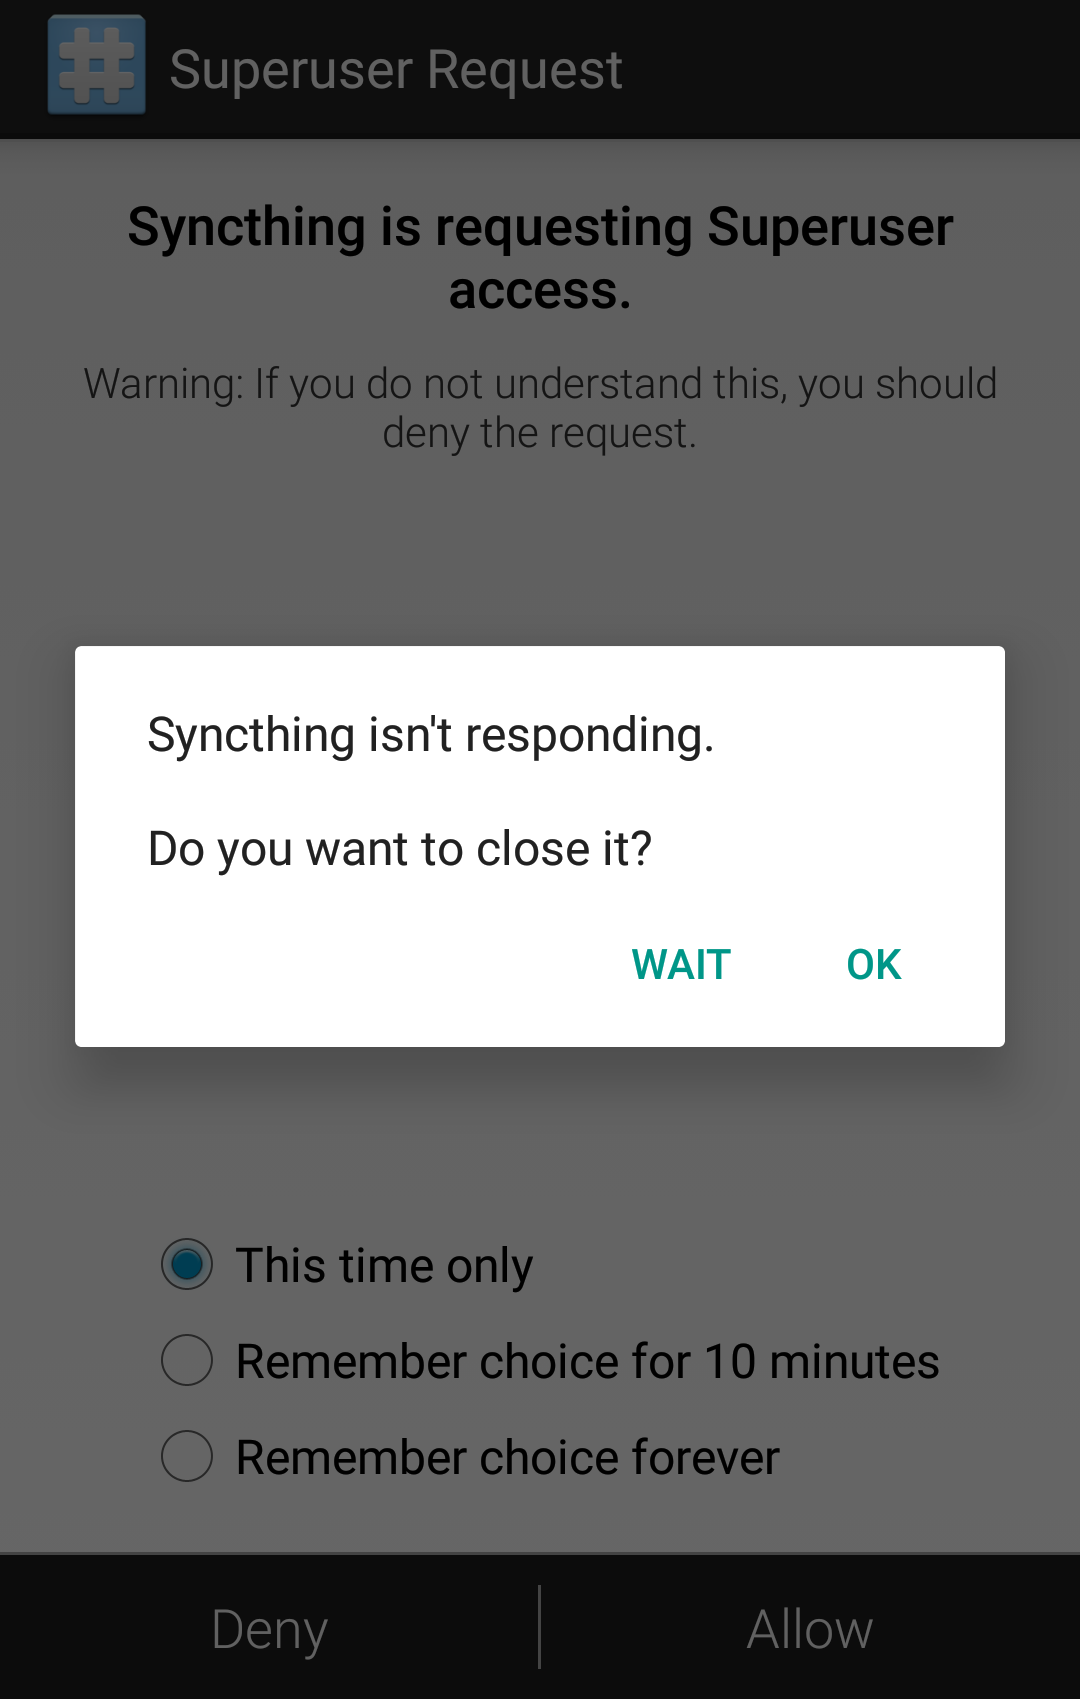 Superuser Request
Syncthing is requesting Superuser
access.
Warning: If you do not understand this, you should
deny the request.
Syncthing isn't responding.
Do you want to close it?
WAIT OK
This time only
Remember choice for 10 minutes
Remember choice forever
Deny Allow